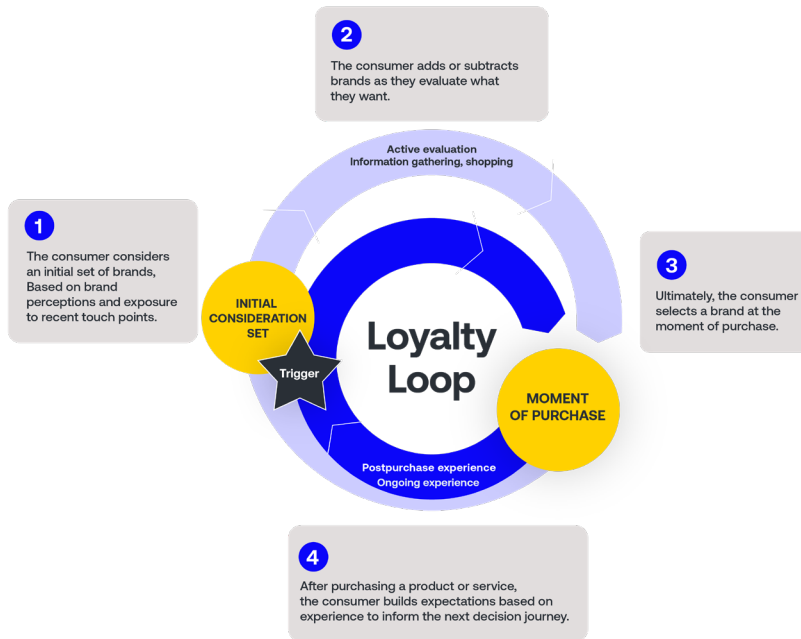 2
The consumer adds or subtracts
brands as they evaluate what
they want.
Active evaluation
Information gathering, shopping
1
The consumer considers
an initial set of brands,
Based on brand
perceptions and exposure
to recent touch points.
3
Ultimately, the consumer
selects a brand at the
moment of purchase.
INITIAL
CONSIDERATION
SET
Trigger
Loyalty
Loop
MOMENT
OF PURCHASE
Postpurchase experience
Ongoing experience
4
After purchasing a product or service,
the consumer builds expectations based on
experience to inform the next decision journey.